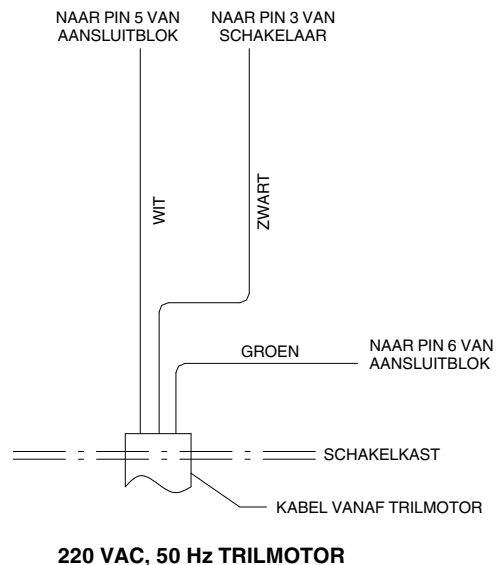 NAAR PIN 5 VAN
AANSLUITBLOK
NAAR PIN 3 VAN
SCHAKELAAR
WIT
ZWART
GROEN
NAAR PIN 6 VAN
AANSLUITBLOK
SCHAKELKAST
KABEL VANAF TRILMOTOR
220 VAC, 50 Hz TRILMOTOR